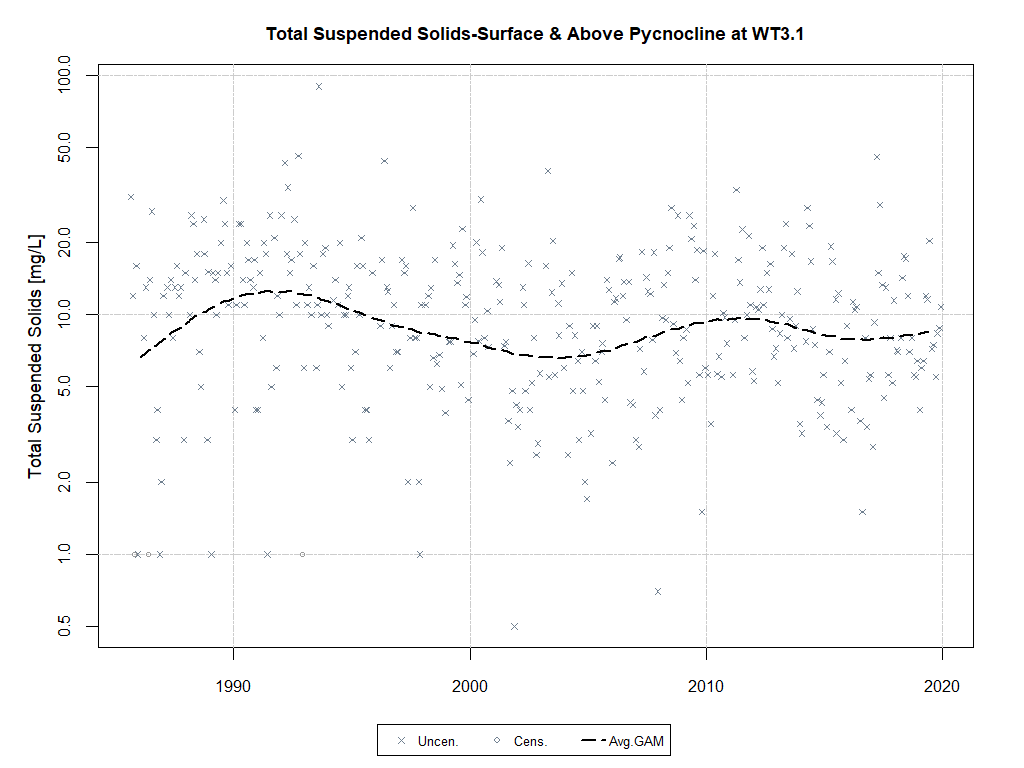 Total Suspended Solids-Surface & Above Pycnocline at WT3.1
Total Suspended Solids [mg/L]
100.0
50.0
20.0
10.0
5.0
2.0
1.0
0.5
1990 2000 2010 2020
Uncen. Cens. Avg.GAM